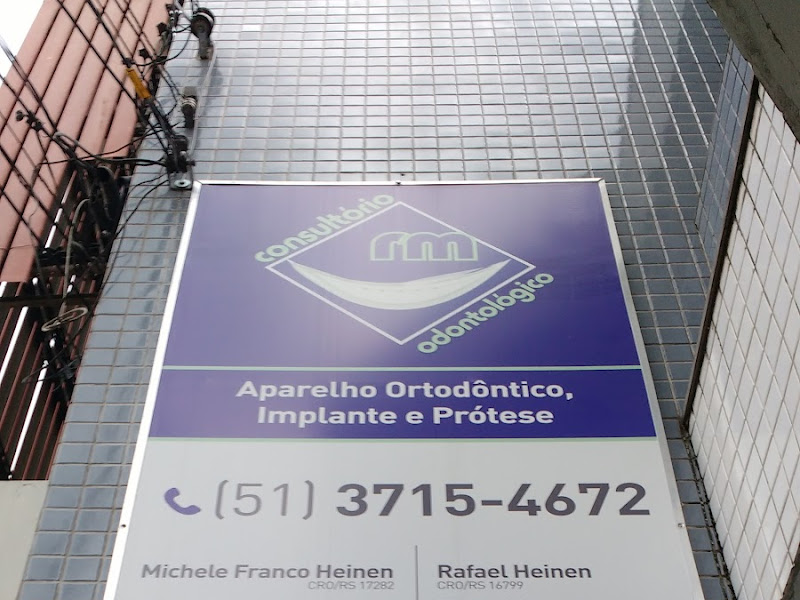 consultório
rm
odontológico
Aparelho Ortodôntico,
Implante e Prótese
(51) 3715-4672
Michele Franco Heinen
CRO/RS 17282
Rafael Heinen
CRO/RS 16799